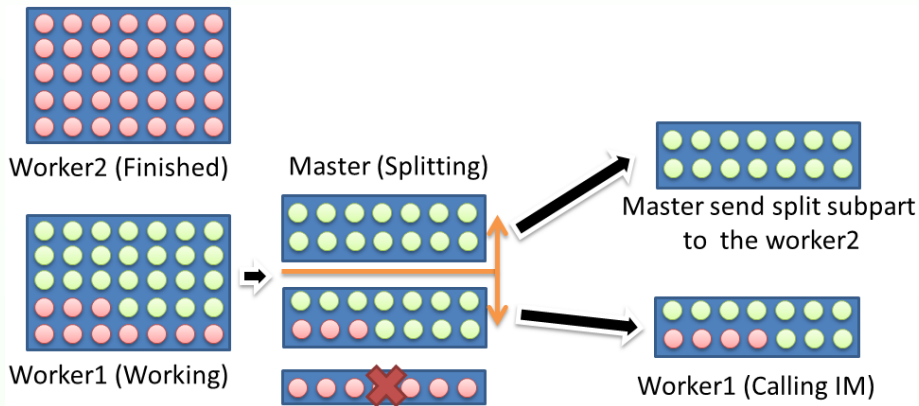 Worker2 (Finished)
Master (Splitting)
Master send split subpart
to the worker2
Worker1 (Working)
Worker1 (Calling IM)